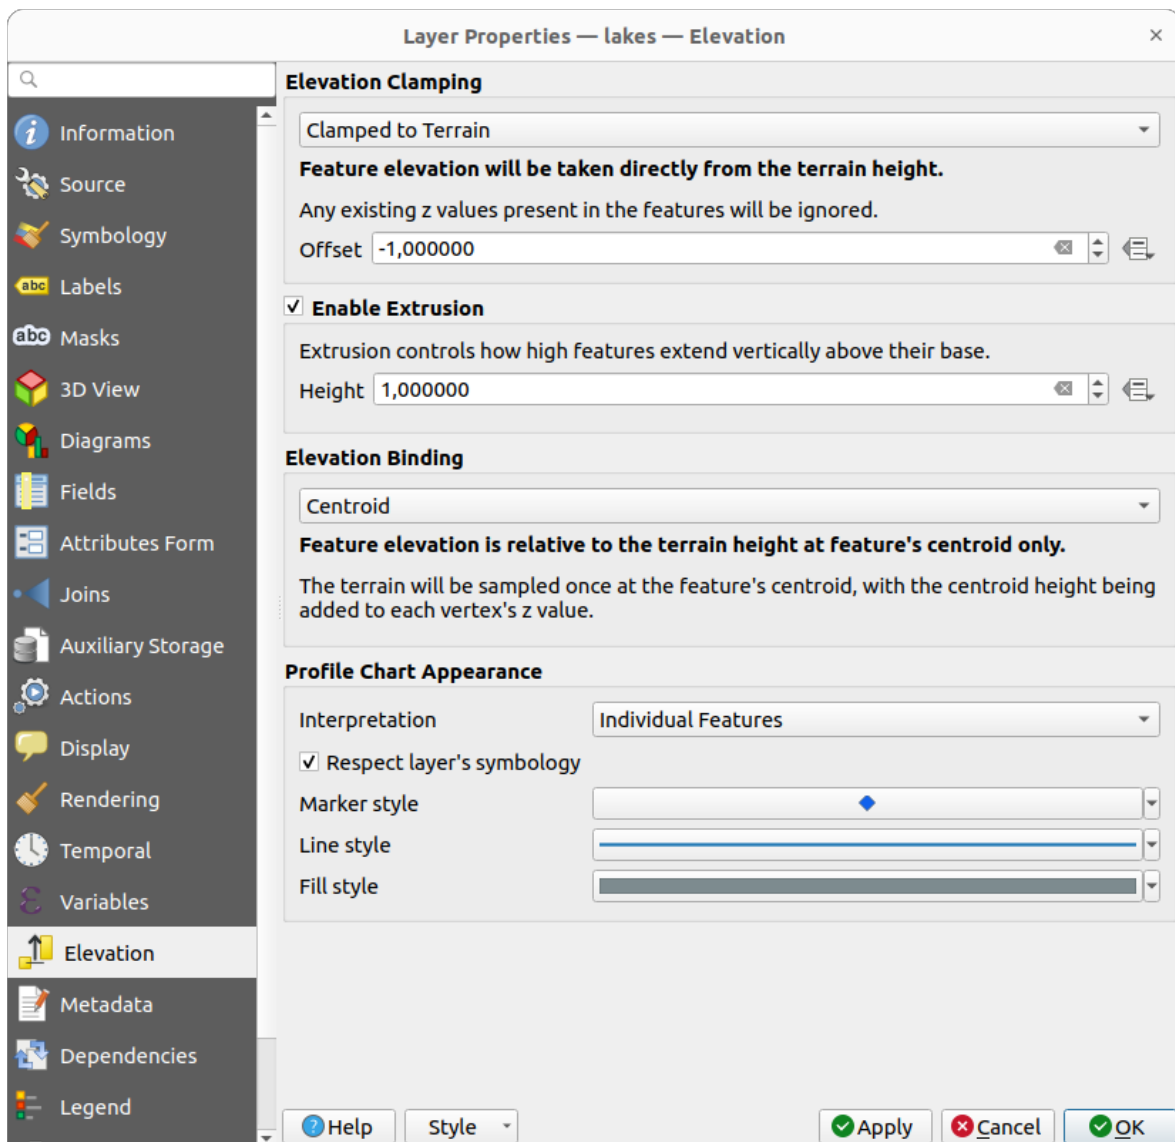 Layer Properties — lakes — Elevation
Information
Source
Symbology
abc Labels
abc Masks
3D View
Diagrams
Fields
Attributes Form
Joins
Auxiliary Storage
Actions
Display
Rendering
Temporal
Variables
Elevation
Metadata
Dependencies
Legend
Elevation Clamping
Clamped to Terrain
Feature elevation will be taken directly from the terrain height.
Any existing z values present in the features will be ignored.
Offset -1,000000
Enable Extrusion
Extrusion controls how high features extend vertically above their base.
Height 1,000000
Elevation Binding
Centroid
Feature elevation is relative to the terrain height at feature's centroid only.
The terrain will be sampled once at the feature's centroid, with the centroid height being
added to each vertex's z value.
Profile Chart Appearance
Interpretation Individual Features
Respect layer's symbology
Marker style
Line style
Fill style
Help Style Apply Cancel OK